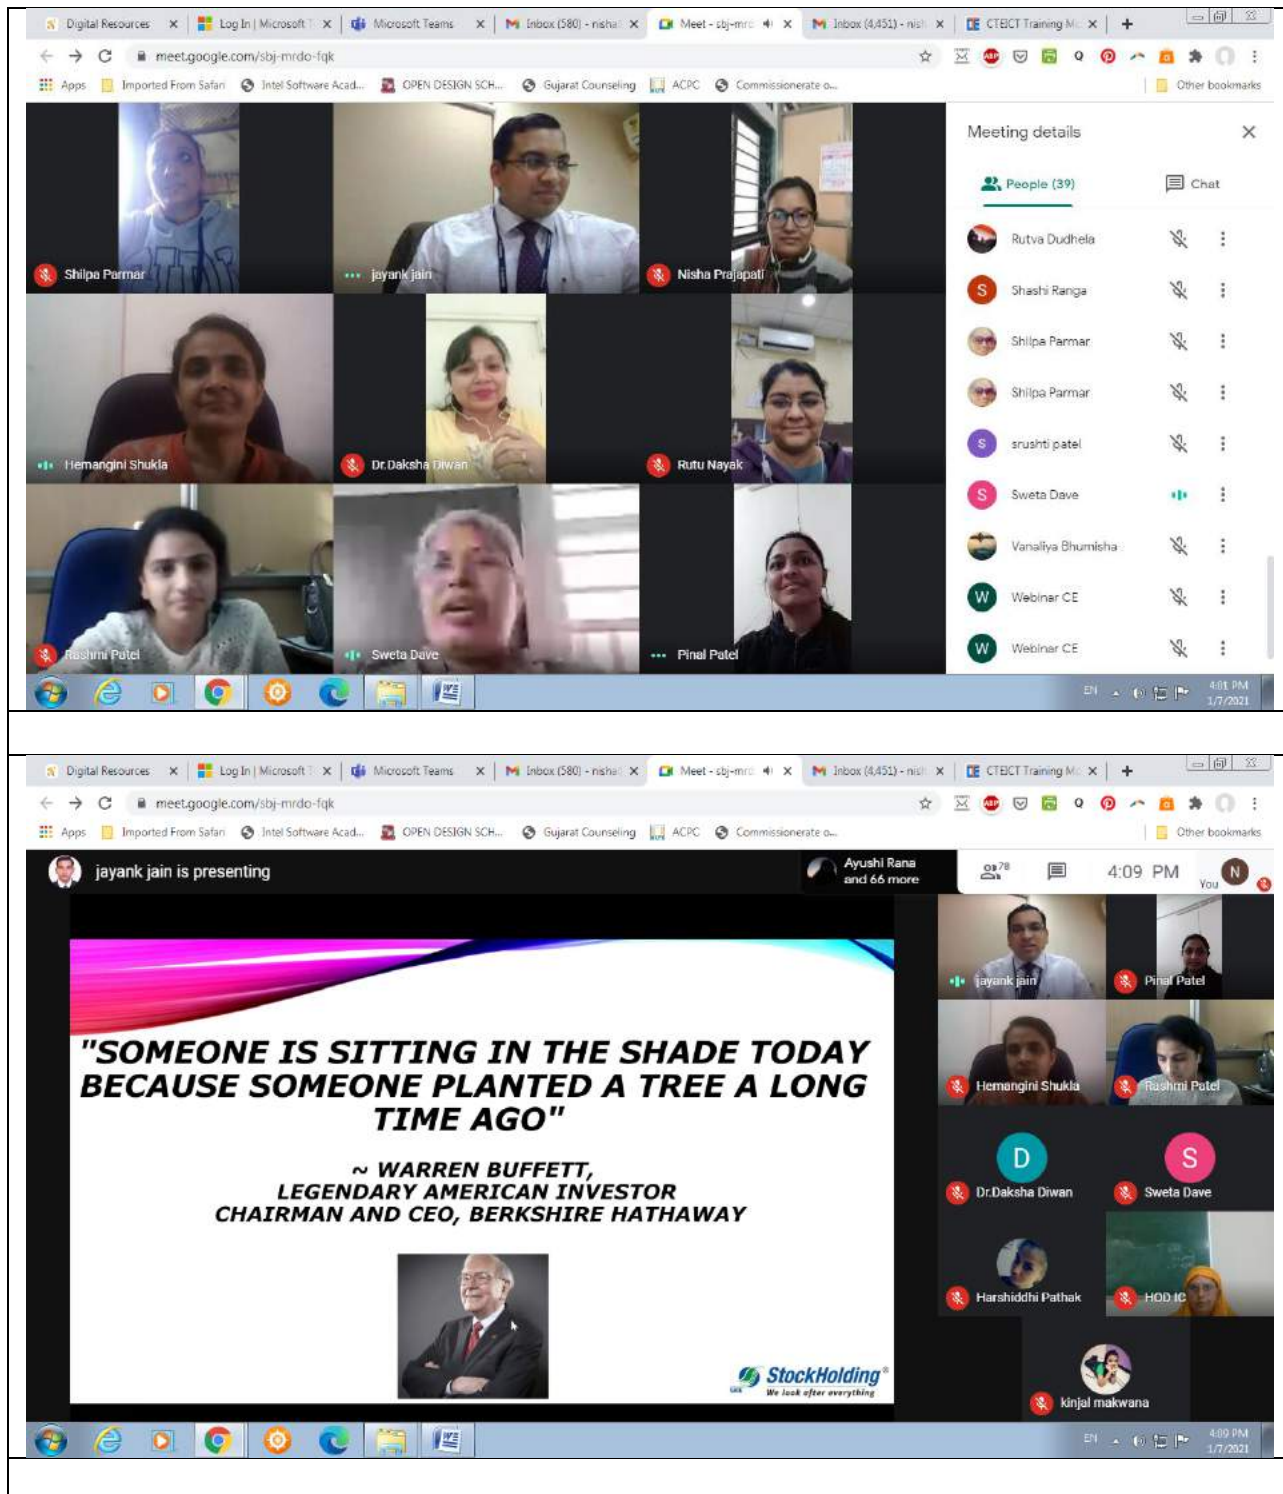 Digital Resources
Log In | Microsoft T
Microsoft Teams
Inbox (580) - nisha
Meet - sbj-mrd
Inbox (4,451) - nish
CTEICT Training Mo
meet.google.com/sbj-mrdo-fqk
Apps
Imported From Safari
Intel Software Acad...
OPEN DESIGN SCH...
Gujarat Counseling
ACPC
Commissionerate o...
Other bookmarks
Shilpa Parmar
jayank jain
Nisha Prajapati
Hemangini Shukla
Dr.Daksha Diwan
Rutu Nayak
Rashmi Patel
Sweta Dave
Pinal Patel
Meeting details
People (39)
Chat
Rutva Dudhela
S
Shashi Ranga
Shilpa Parmar
Shilpa Parmar
S
srushti patel
S
Sweta Dave
Vanaliya Bhumisha
W
Webinar CE
W
Webinar CE
EN
4:01 PM
1/7/2021
Digital Resources
Log In | Microsoft T
Microsoft Teams
Inbox (580) - nisha
Meet - sbj-mrd
Inbox (4,451) - nish
CTEICT Training Mo
meet.google.com/sbj-mrdo-fqk
Apps
Imported From Safari
Intel Software Acad...
OPEN DESIGN SCH...
Gujarat Counseling
ACPC
Commissionerate o...
Other bookmarks
jayank jain is presenting
Ayushi Rana
and 66 more
78
4:09 PM
You
N
"SOMEONE IS SITTING IN THE SHADE TODAY
BECAUSE SOMEONE PLANTED A TREE A LONG
TIME AGO"
~ WARREN BUFFETT,
LEGENDARY AMERICAN INVESTOR
CHAIRMAN AND CEO, BERKSHIRE HATHAWAY
StockHolding®
We look after everything
jayank jain
Pinal Patel
Hemangini Shukla
Rashmi Patel
D
Dr.Daksha Diwan
S
Sweta Dave
Harshiddhi Pathak
HOD IC
kinjal makwana
EN
4:09 PM
1/7/2021